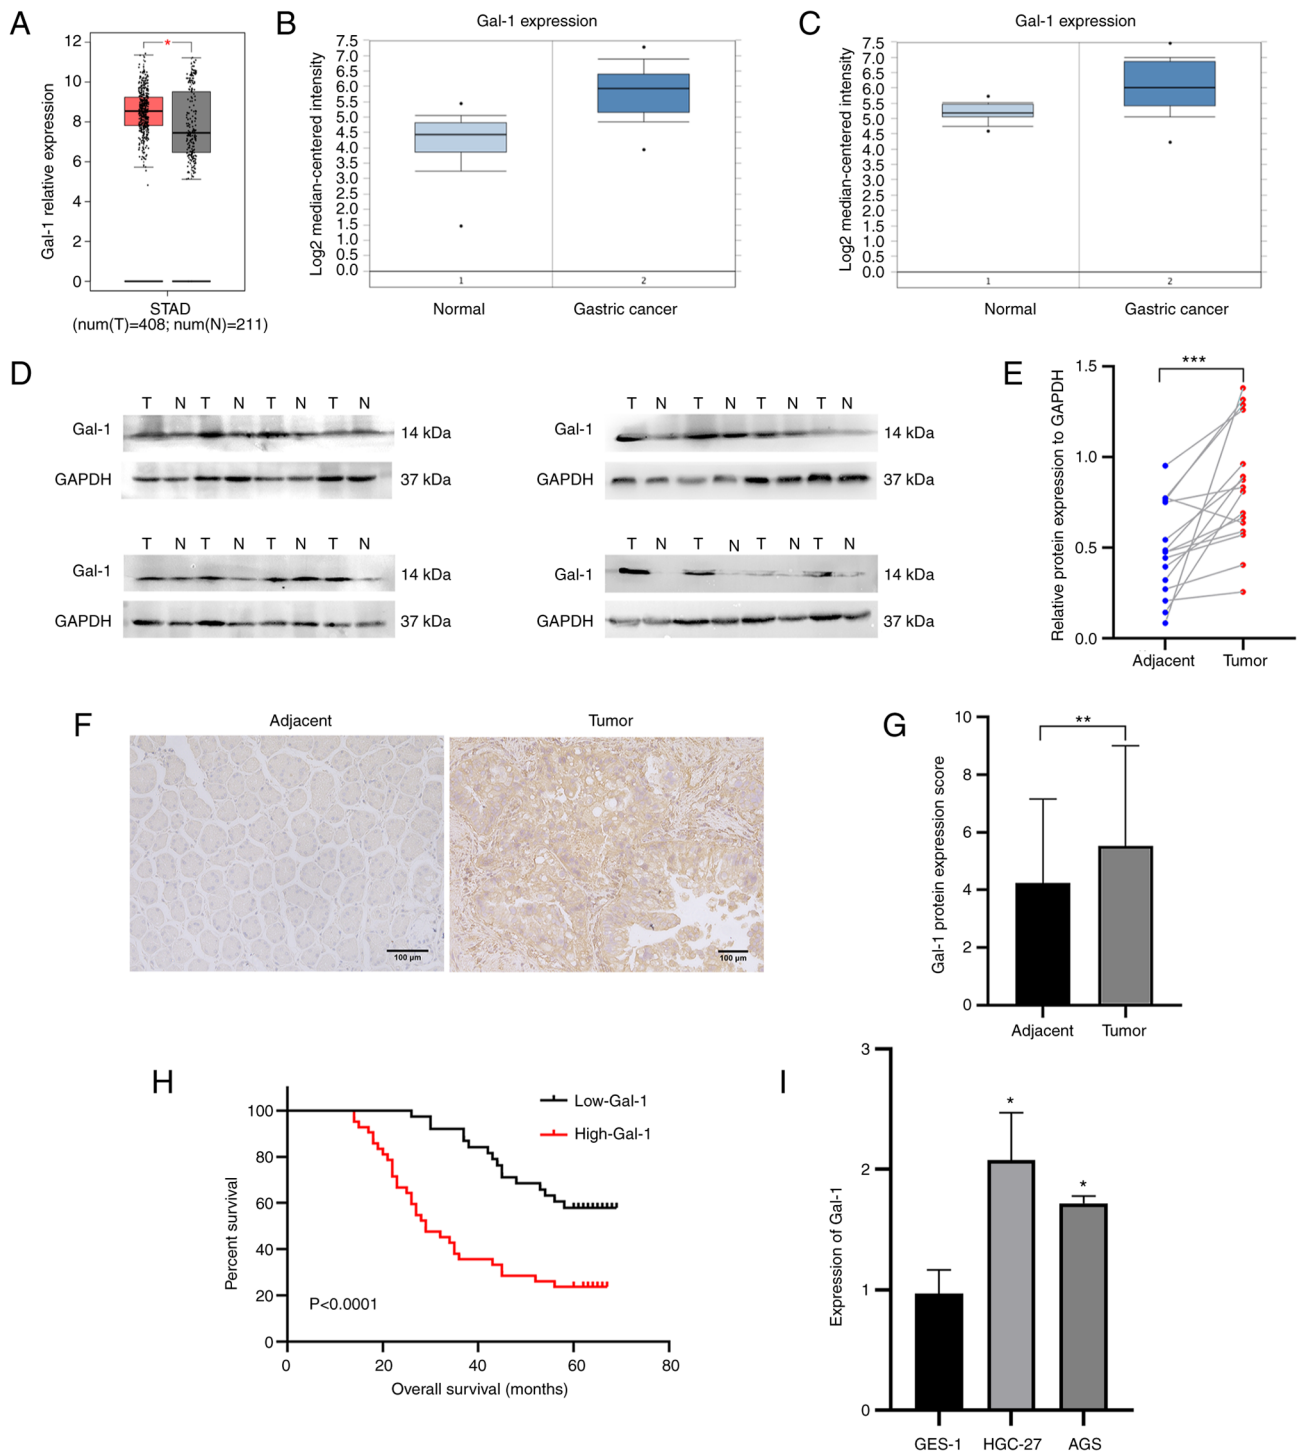 A
Gal-1 relative expression
12
10
8
6
4
2
0
*
STAD
(num(T)=408; num(N)=211)
B
Gal-1 expression
Log2 median-centered intensity
7.5
7.0
6.5
6.0
5.5
5.0
4.5
4.0
3.5
3.0
2.5
2.0
1.5
1.0
0.5
0.0
1 2
Normal Gastric cancer
C
Gal-1 expression
Log2 median-centered intensity
7.5
7.0
6.5
6.0
5.5
5.0
4.5
4.0
3.5
3.0
2.5
2.0
1.5
1.0
0.5
0.0
1 2
Normal Gastric cancer
D
T N T N T N T N
Gal-1 14 kDa
GAPDH 37 kDa
T N T N T N T N
Gal-1 14 kDa
GAPDH 37 kDa
T N T N T N T N
Gal-1 14 kDa
GAPDH 37 kDa
T N T N T N T N
Gal-1 14 kDa
GAPDH 37 kDa
E
Relative protein expression to GAPDH
1.5
1.0
0.5
0.0
***
Adjacent Tumor
F
Adjacent Tumor
100 µm
100 µm
G
Gal-1 protein expression score
10
8
6
4
2
0
**
Adjacent Tumor
H
Percent survival
100
80
60
40
20
0
Low-Gal-1
High-Gal-1
P<0.0001
0 20 40 60 80
Overall survival (months)
I
Expression of Gal-1
3
2
1
0
*
*
GES-1 HGC-27 AGS